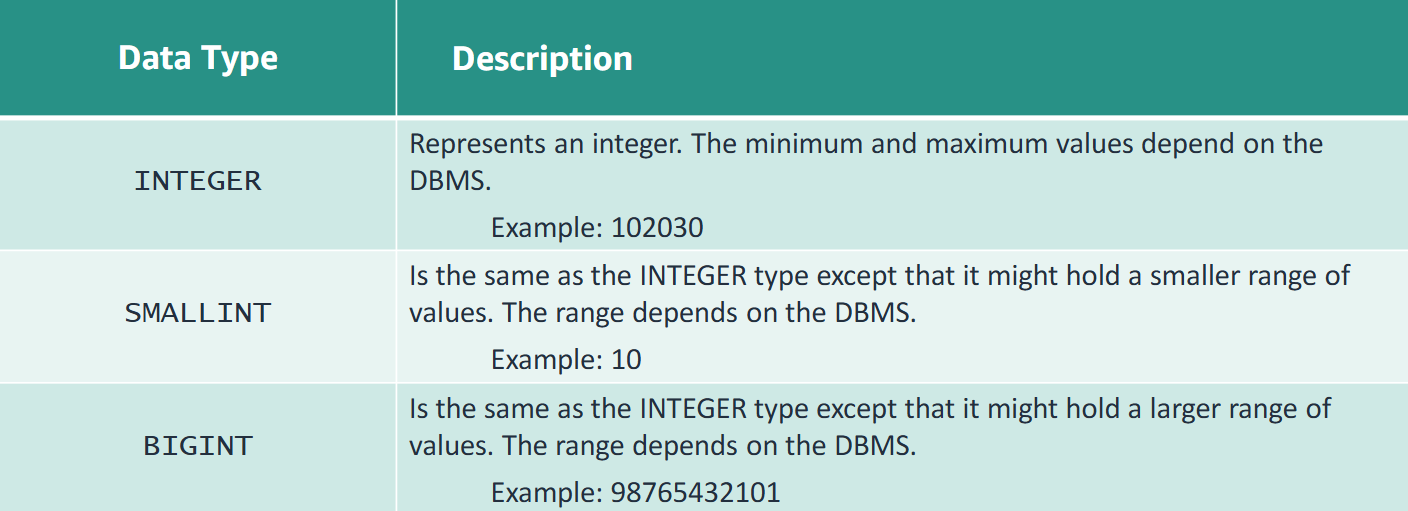 Data Type
Description
INTEGER
Represents an integer. The minimum and maximum values depend on the
DBMS.
Example: 102030
SMALLINT
Is the same as the INTEGER type except that it might hold a smaller range of
values. The range depends on the DBMS.
Example: 10
BIGINT
Is the same as the INTEGER type except that it might hold a larger range of
values. The range depends on the DBMS.
Example: 98765432101